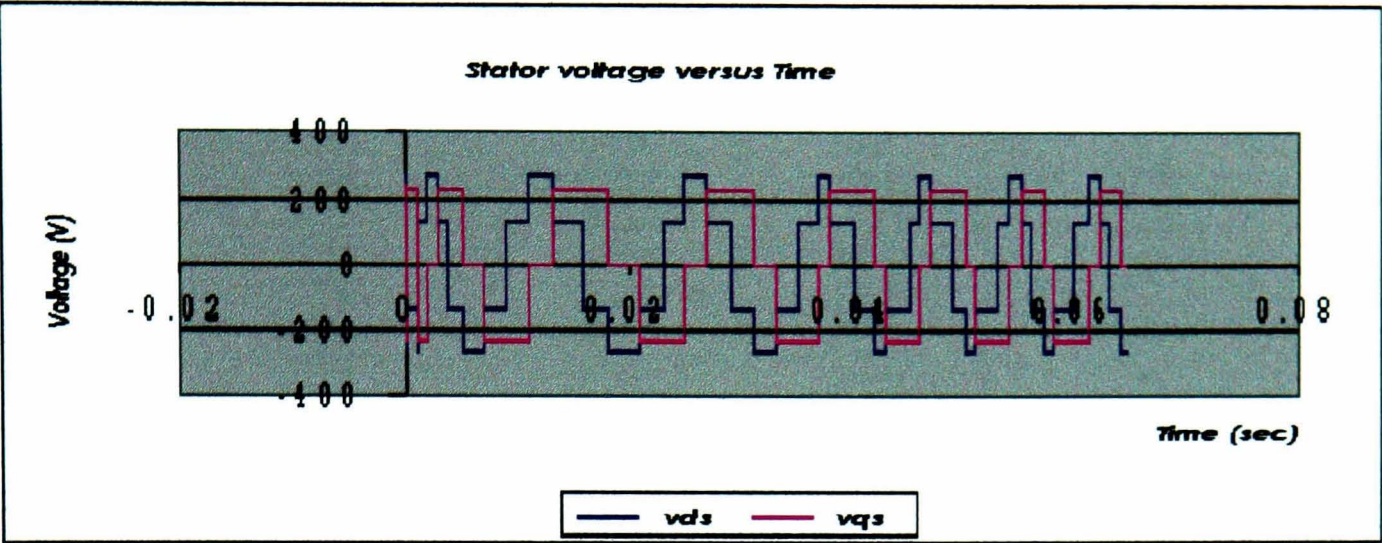 Stator voltage versus Time
Voltage (V)
400
200
0
-200
-400
-0.02 0 0.02 0.04 0.06 0.08
Time (sec)
vds vqs